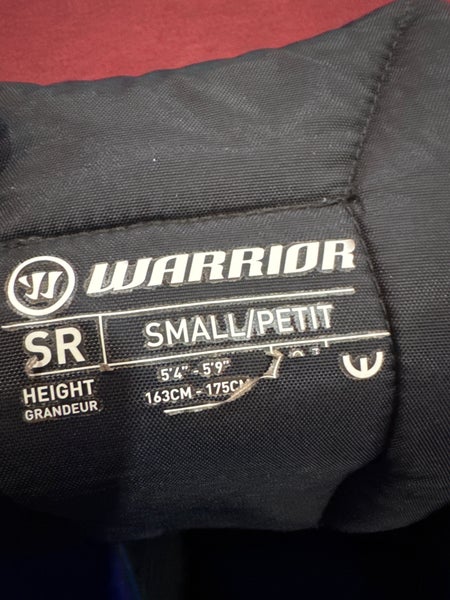 WARRIOR
SR SMALL/PETIT
HEIGHT 5'4" - 5'9"
GRANDEUR 163CM - 175CM